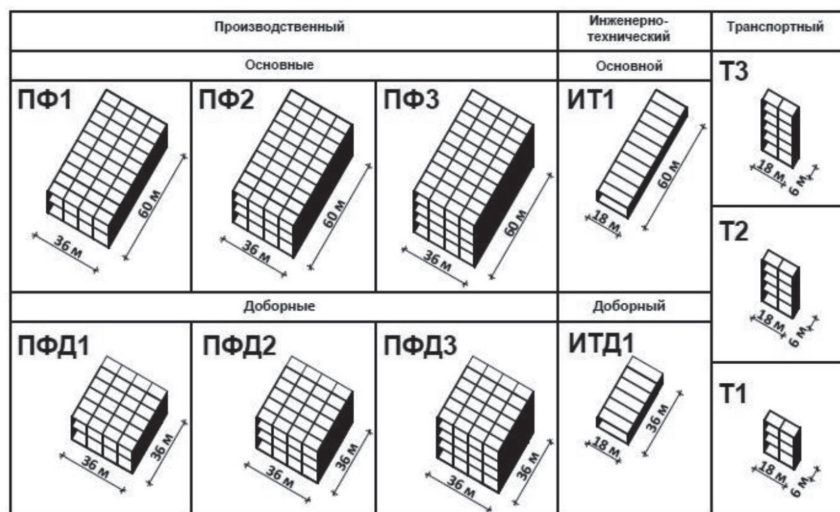 Производственный
Инженерно-
технический
Транспортный
Основные
Основной
ПФ1
36 м
60 м
ПФ2
36 м
60 м
ПФ3
36 м
60 м
ИТ1
18 м
60 м
Т3
18 м
6 м
Т2
18 м
6 м
Доборные
Доборный
ПФД1
36 м
36 м
ПФД2
36 м
36 м
ПФД3
36 м
36 м
ИТД1
18 м
36 м
Т1
18 м
6 м